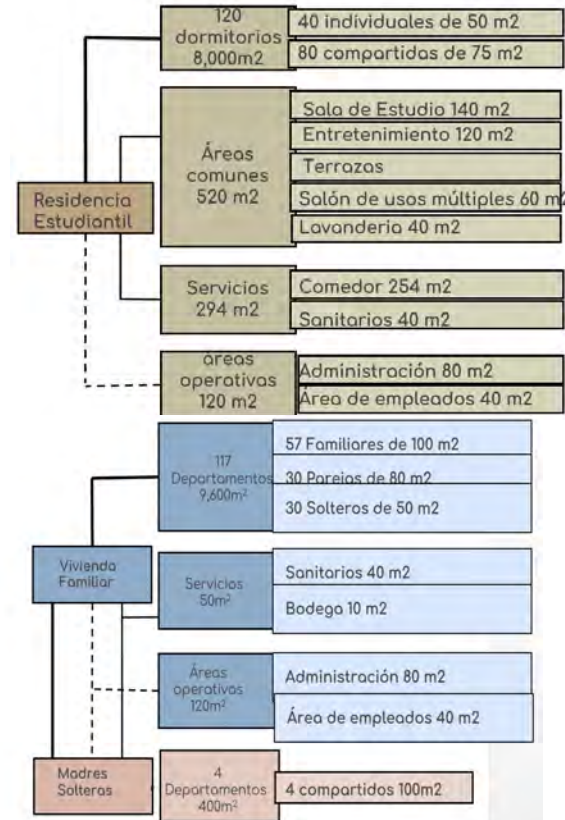 120
dormitorios
8,000m2
40 individuales de 50 m2
80 compartidas de 75 m2
Residencia
Estudiantil
Áreas
comunes
520 m2
Sala de Estudio 140 m2
Entretenimiento 120 m2
Terrazas
Salón de usos múltiples 60 m2
Lavanderia 40 m2
Servicios
294 m2
Comedor 254 m2
Sanitarios 40 m2
áreas
operativas
120 m2
Administración 80 m2
Área de empleados 40 m2
117
Departamentos
9,600m²
57 Familiares de 100 m2
30 Parejas de 80 m2
30 Solteros de 50 m2
Vivienda
Familiar
Servicios
50m²
Sanitarios 40 m2
Bodega 10 m2
Áreas
operativas
120m²
Administración 80 m2
Área de empleados 40 m2
Madres
Solteras
4
Departamentos
400m²
4 compartidos 100m2